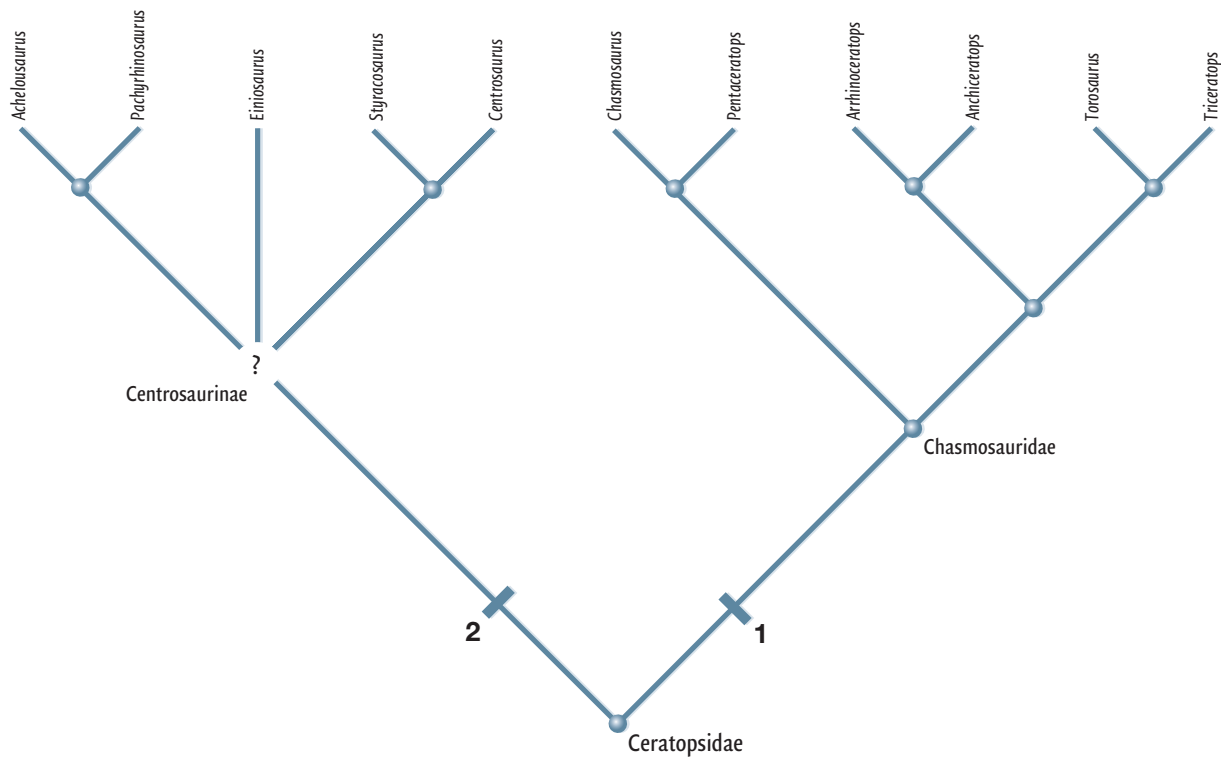 Achelousaurus
Pachyrhinosaurus
Einiosaurus
Styracosaurus
Centrosaurus
Chasmosaurus
Pentaceratops
Arrhinoceratops
Anchiceratops
Torosaurus
Triceratops
?
Centrosaurinae
Chasmosauridae
2
1
Ceratopsidae